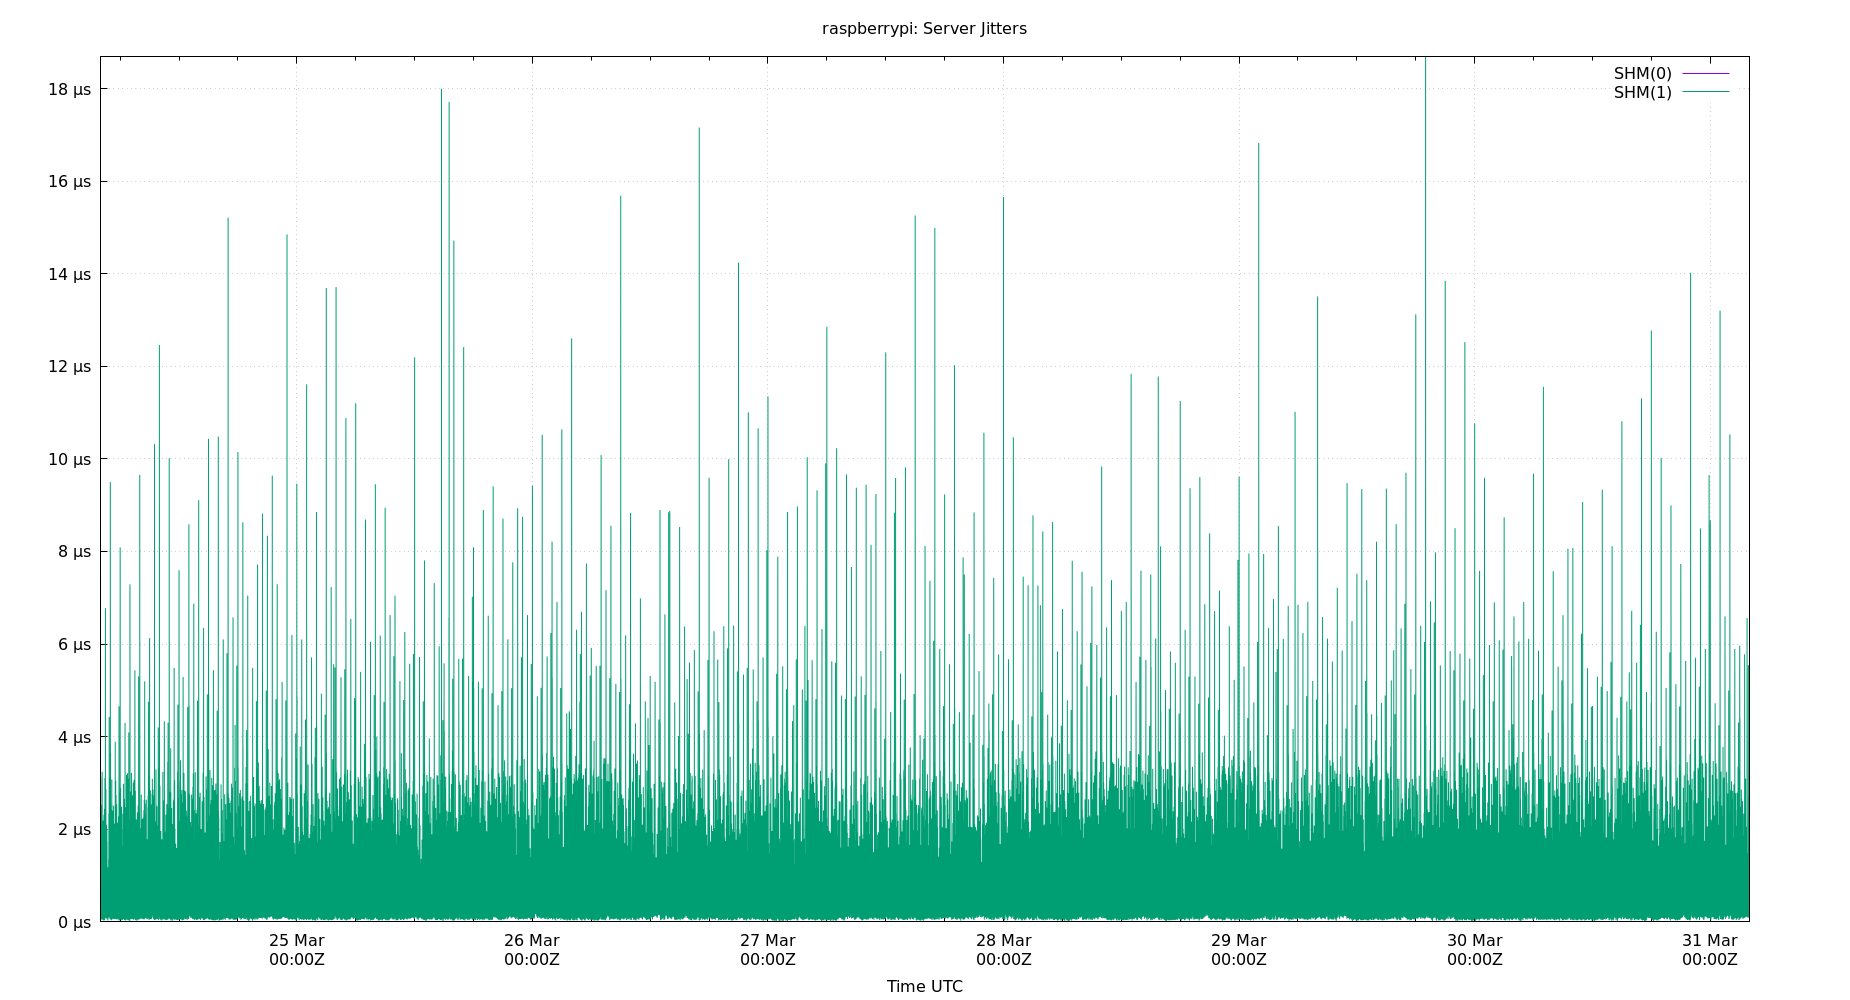 raspberrypi: Server Jitters
SHM(0)
SHM(1)
18 µs
16 µs
14 µs
12 µs
10 µs
8 µs
6 µs
4 µs
2 µs
0 µs
25 Mar 26 Mar 27 Mar 28 Mar 29 Mar 30 Mar 31 Mar
00:00Z 00:00Z 00:00Z 00:00Z 00:00Z 00:00Z 00:00Z
Time UTC